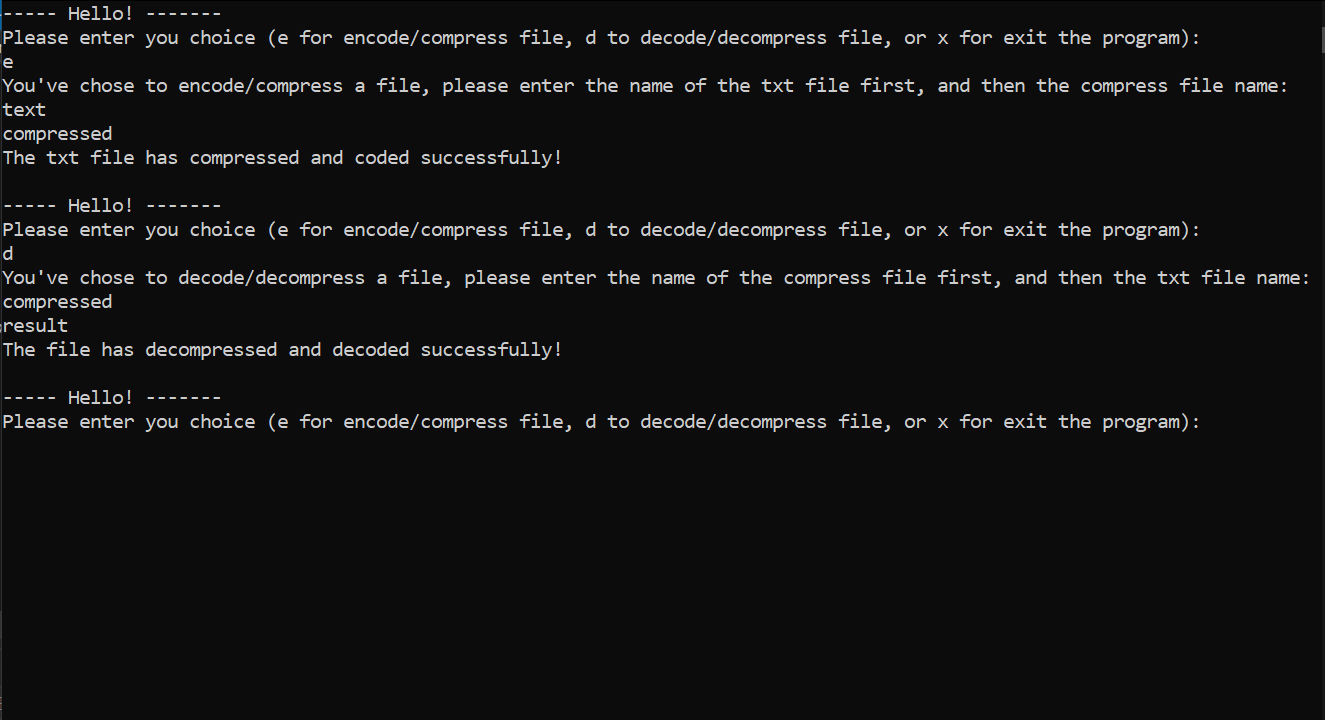 ----- Hello! -------
Please enter you choice (e for encode/compress file, d to decode/decompress file, or x for exit the program):
e
You've chose to encode/compress a file, please enter the name of the txt file first, and then the compress file name:
text
compressed
The txt file has compressed and coded successfully!

----- Hello! -------
Please enter you choice (e for encode/compress file, d to decode/decompress file, or x for exit the program):
d
You've chose to decode/decompress a file, please enter the name of the compress file first, and then the txt file name:
compressed
result
The file has decompressed and decoded successfully!

----- Hello! -------
Please enter you choice (e for encode/compress file, d to decode/decompress file, or x for exit the program):